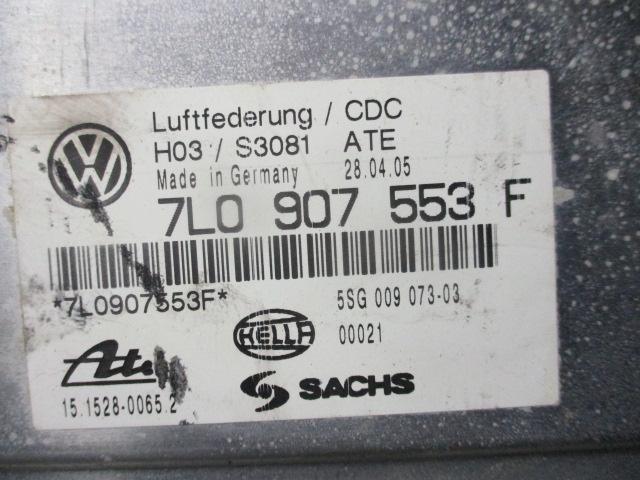 Luftfederung / CDC
H03 / S3081 ATE
Made in Germany 28.04.05
7L0 907 553 F
*7L0907553F* 5SG 009 073-03
HELLA 00021
Ate
SACHS
15.1528-0065.2